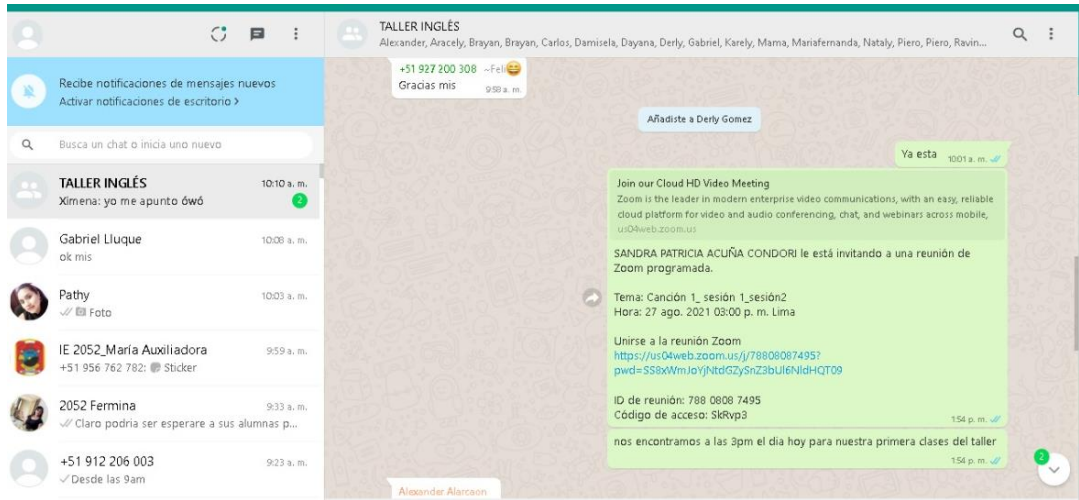 Recibe notificaciones de mensajes nuevos
Activar notificaciones de escritorio >
Busca un chat o inicia uno nuevo
TALLER INGLÉS
10:10 a. m.
Ximena: yo me apunto ówó
2
Gabriel Lluque
10:08 a. m.
ok mis
Pathy
10:03 a. m.
Foto
IE 2052_María Auxiliadora
9:59 a. m.
+51 956 762 782: Sticker
2052 Fermina
9:33 a. m.
Claro podria ser esperare a sus alumnas p...
+51 912 206 003
9:23 a. m.
Desde las 9am
TALLER INGLÉS
Alexander, Aracely, Brayan, Brayan, Carlos, Damisela, Dayana, Derly, Gabriel, Karely, Mama, Mariafernanda, Nataly, Piero, Piero, Ravin...
+51 927 200 308 ~Feli😄
Gracias mis
9:58 a. m.
Añadiste a Derly Gomez
Ya esta
10:01 a. m.
Join our Cloud HD Video Meeting
Zoom is the leader in modern enterprise video communications, with an easy, reliable
cloud platform for video and audio conferencing, chat, and webinars across mobile,
us04web.zoom.us
SANDRA PATRICIA ACUÑA CONDORI le está invitando a una reunión de
Zoom programada.
Tema: Canción 1_ sesión 1_sesión2
Hora: 27 ago. 2021 03:00 p. m. Lima
Unirse a la reunión Zoom
https://us04web.zoom.us/j/78808087495?
pwd=SS8xWmJoYjNtdGZySnZ3bUl6NldHQT09
ID de reunión: 788 0808 7495
Código de acceso: SkRvp3
1:54 p. m.
nos encontramos a las 3pm el dia hoy para nuestra primera clases del taller
1:54 p. m.
2
Alexander Alarcaon